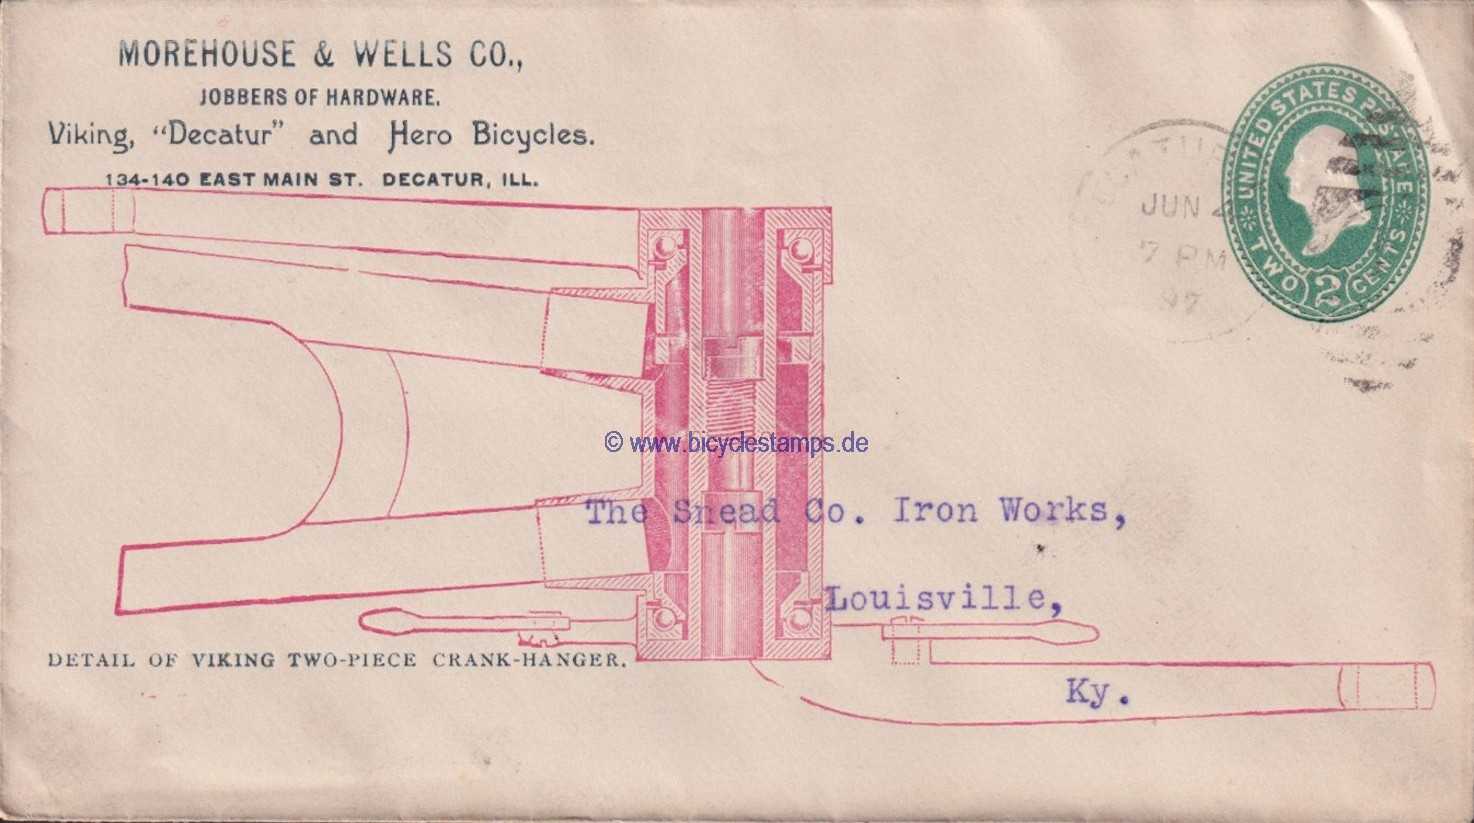 MOREHOUSE & WELLS CO.,
JOBBERS OF HARDWARE.
Viking, "Decatur" and Hero Bicycles.
134-140 EAST MAIN ST. DECATUR, ILL.
UNITED STATES POSTAGE
TWO 2 CENTS
JUN
7 PM
97
© www.bicyclestamps.de
The Snead Co. Iron Works,
Louisville,
Ky.
DETAIL OF VIKING TWO-PIECE CRANK-HANGER.